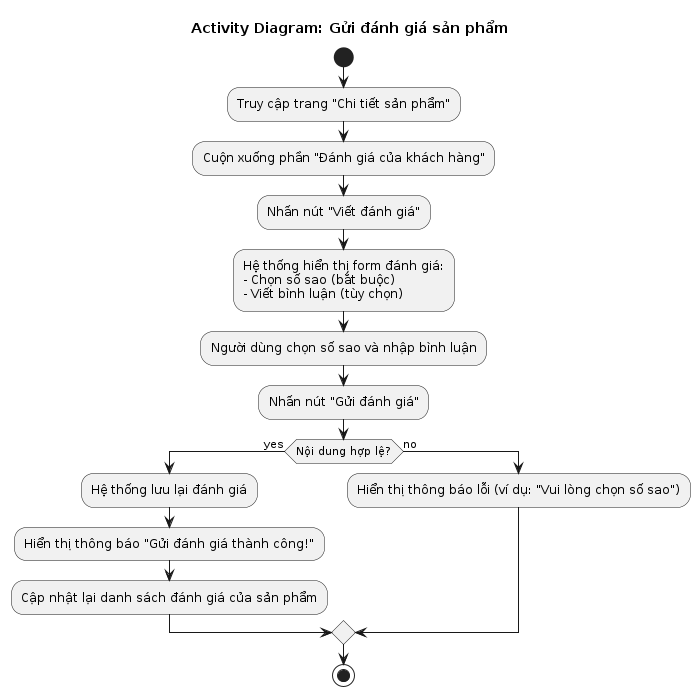 Activity Diagram: Gửi đánh giá sản phẩm
Truy cập trang "Chi tiết sản phẩm"
Cuộn xuống phần "Đánh giá của khách hàng"
Nhấn nút "Viết đánh giá"
Hệ thống hiển thị form đánh giá:
- Chọn số sao (bắt buộc)
- Viết bình luận (tùy chọn)
Người dùng chọn số sao và nhập bình luận
Nhấn nút "Gửi đánh giá"
yes
Nội dung hợp lệ?
no
Hệ thống lưu lại đánh giá
Hiển thị thông báo lỗi (ví dụ: "Vui lòng chọn số sao")
Hiển thị thông báo "Gửi đánh giá thành công!"
Cập nhật lại danh sách đánh giá của sản phẩm